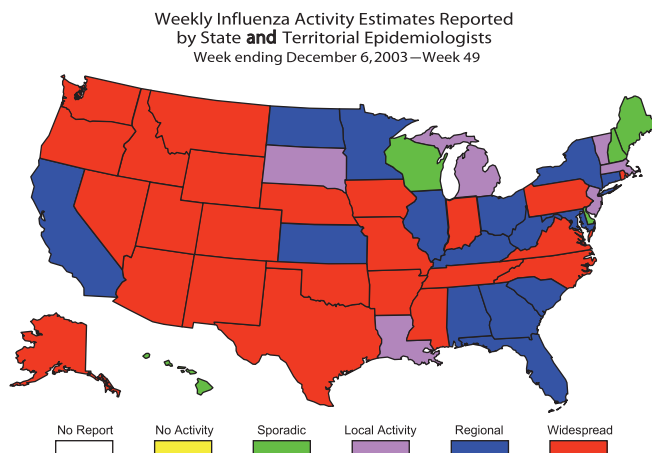 Weekly Influenza Activity Estimates Reported
by State and Territorial Epidemiologists
Week ending December 6, 2003—Week 49
No Report No Activity Sporadic Local Activity Regional Widespread